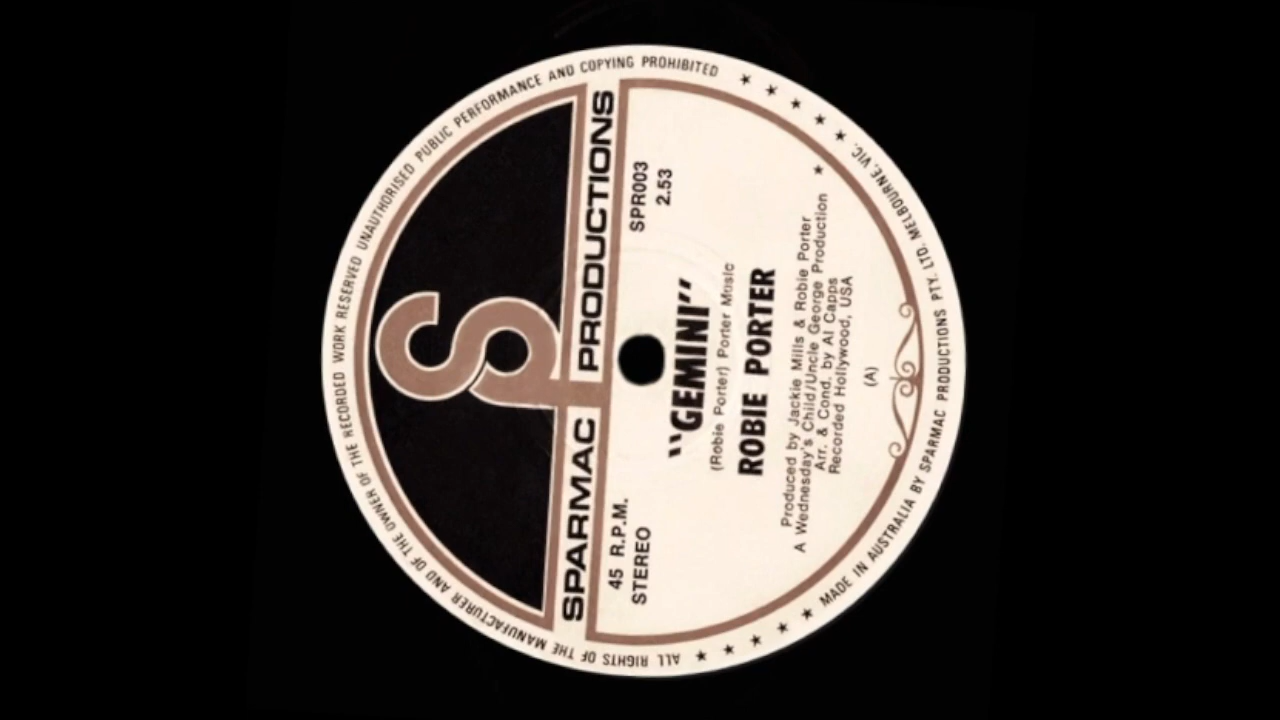 ALL RIGHTS OF THE MANUFACTURER AND OF THE OWNER OF THE RECORDED WORK RESERVED UNAUTHORISED PUBLIC PERFORMANCE AND COPYING PROHIBITED
SP
SPARMAC PRODUCTIONS
45 R.P.M.
STEREO
SPR003
2.53
"GEMINI"
(Robie Porter) Porter Music
ROBIE PORTER
Produced by Jackie Mills & Robie Porter
A Wednesday's Child/Uncle George Production
Arr. & Cond. by Al Capps
Recorded Hollywood, USA
(A)
★ ★ ★ ★ ★ MADE IN AUSTRALIA BY SPARMAC PRODUCTIONS PTY. LTD. MELBOURNE, VIC. ★ ★ ★ ★ ★